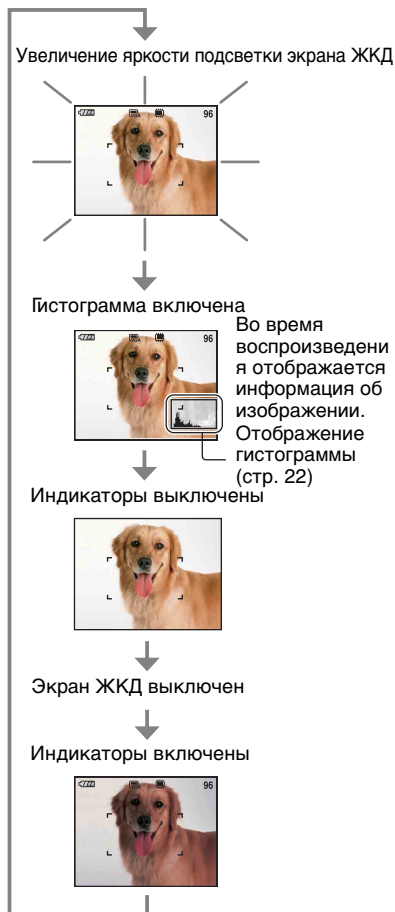 Увеличение яркости подсветки экрана ЖКД
96
Гистограмма включена
VGA
96
Во время
воспроизведени
я отображается
информация об
изображении.
Отображение
гистограммы
(стр. 22)
Индикаторы выключены
Экран ЖКД выключен
Индикаторы включены
96